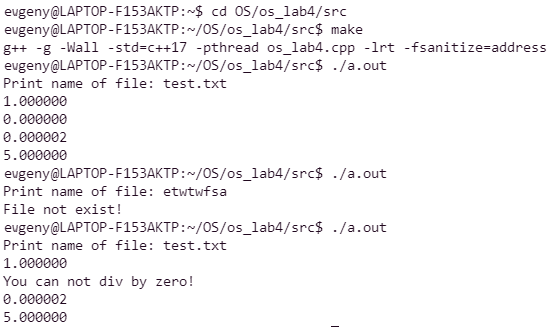 evgeny@LAPTOP-F153AKTP:~$ cd OS/os_lab4/src
evgeny@LAPTOP-F153AKTP:~/OS/os_lab4/src$ make
g++ -g -Wall -std=c++17 -pthread os_lab4.cpp -lrt -fsanitize=address
evgeny@LAPTOP-F153AKTP:~/OS/os_lab4/src$ ./a.out
Print name of file: test.txt
1.000000
0.000000
0.000002
5.000000
evgeny@LAPTOP-F153AKTP:~/OS/os_lab4/src$ ./a.out
Print name of file: etwtwfsa
File not exist!
evgeny@LAPTOP-F153AKTP:~/OS/os_lab4/src$ ./a.out
Print name of file: test.txt
1.000000
You can not div by zero!
0.000002
5.000000